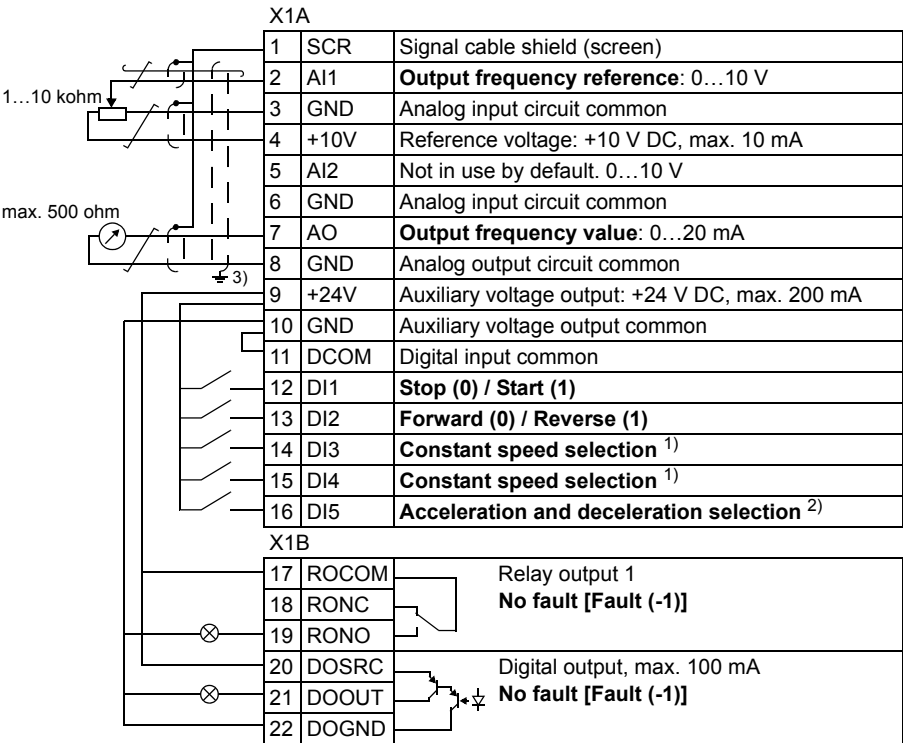 X1A
1 SCR Signal cable shield (screen)
2 AI1 Output frequency reference: 0…10 V
1…10 kohm
3 GND Analog input circuit common
4 +10V Reference voltage: +10 V DC, max. 10 mA
5 AI2 Not in use by default. 0…10 V
6 GND Analog input circuit common
max. 500 ohm
7 AO Output frequency value: 0…20 mA
8 GND Analog output circuit common
3)
9 +24V Auxiliary voltage output: +24 V DC, max. 200 mA
10 GND Auxiliary voltage output common
11 DCOM Digital input common
12 DI1 Stop (0) / Start (1)
13 DI2 Forward (0) / Reverse (1)
14 DI3 Constant speed selection 1)
15 DI4 Constant speed selection 1)
16 DI5 Acceleration and deceleration selection 2)
X1B
17 ROCOM Relay output 1
18 RONC No fault [Fault (-1)]
19 RONO
20 DOSRC Digital output, max. 100 mA
21 DOOUT No fault [Fault (-1)]
22 DOGND